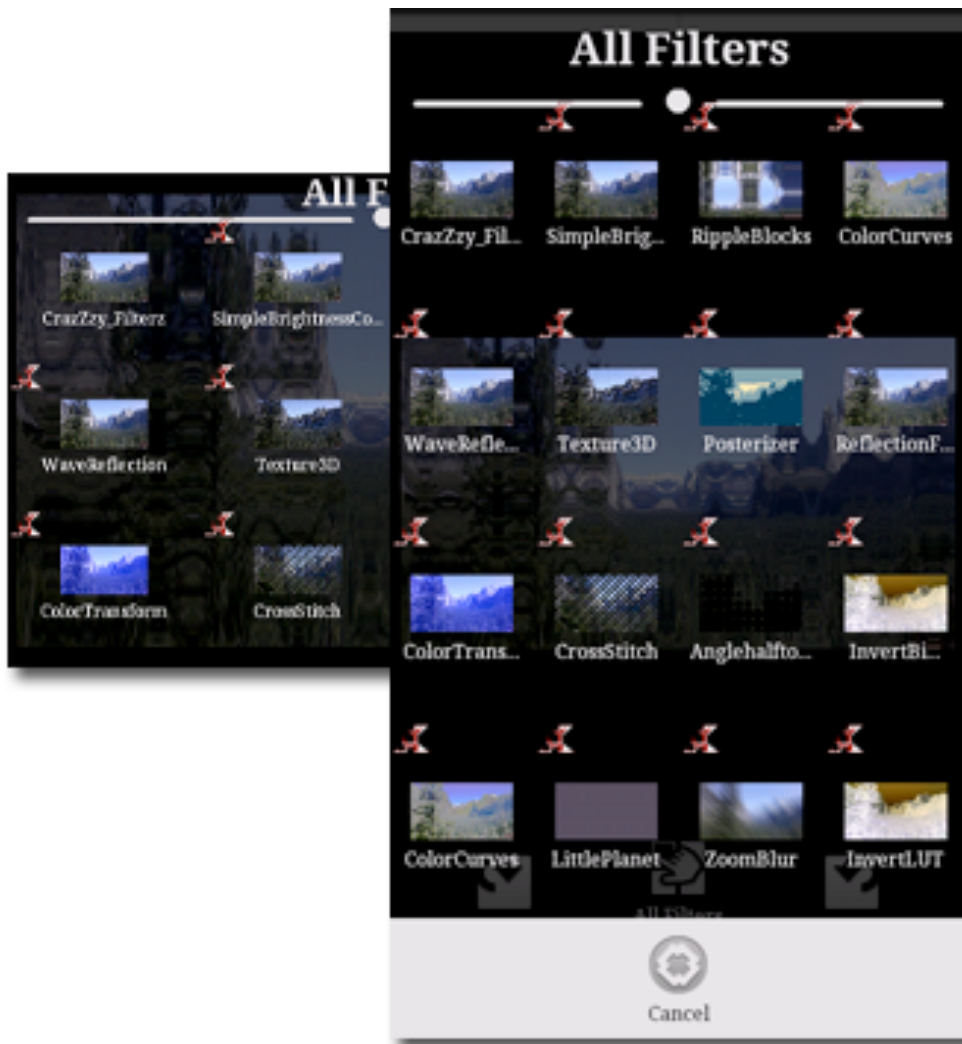 All F
CrazZzy_Filterz SimpleBrightnessCo...
WaveReflection Texture3D
ColorTransform CrossStitch
All Filters
CrazZzy_Fil... SimpleBrig... RippleBlocks ColorCurves
WaveRefle... Texture3D Posterizer ReflectionF...
ColorTrans... CrossStitch Anglehalfto... InvertBi...
ColorCurves LittlePlanet ZoomBlur InvertLUT
All Filters
Cancel